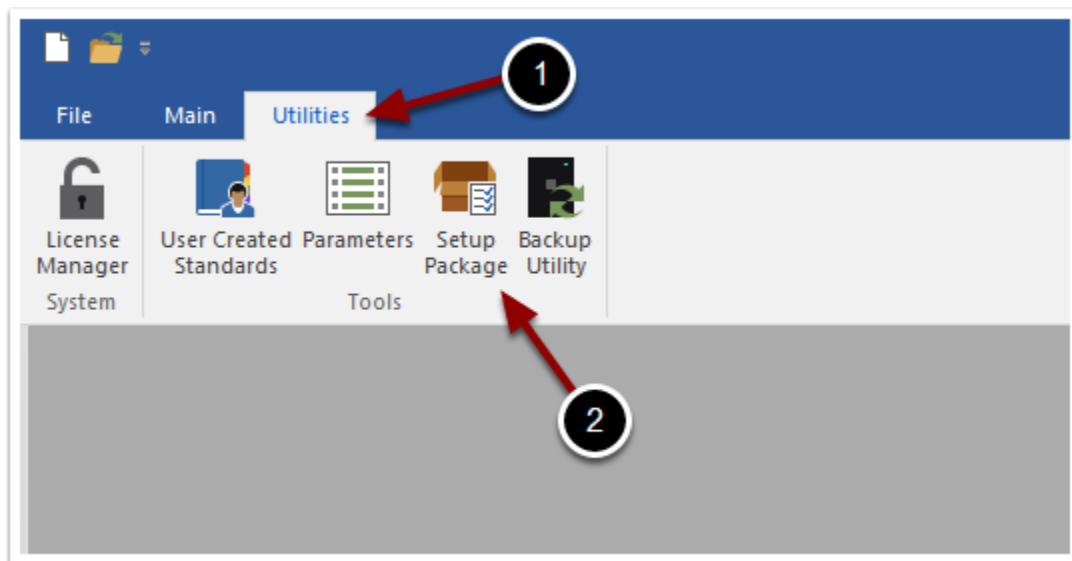 1
File Main Utilities
License User Created Parameters Setup Backup
Manager Standards Package Utility
System Tools
2